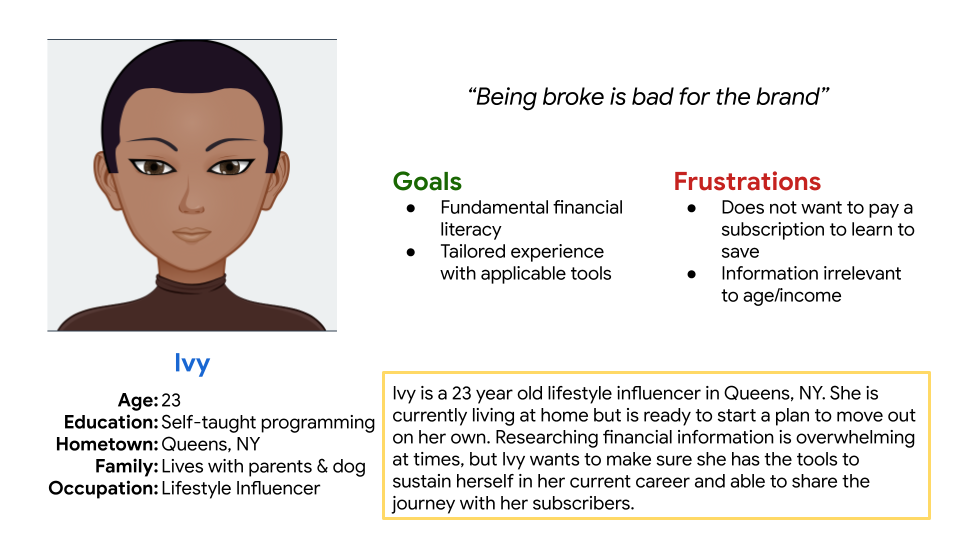 “Being broke is bad for the brand”
Goals
● Fundamental financial
literacy
● Tailored experience
with applicable tools
Frustrations
● Does not want to pay a
subscription to learn to
save
● Information irrelevant
to age/income
Ivy
Age: 23
Education: Self-taught programming
Hometown: Queens, NY
Family: Lives with parents & dog
Occupation: Lifestyle Influencer
Ivy is a 23 year old lifestyle influencer in Queens, NY. She is
currently living at home but is ready to start a plan to move out
on her own. Researching financial information is overwhelming
at times, but Ivy wants to make sure she has the tools to
sustain herself in her current career and able to share the
journey with her subscribers.